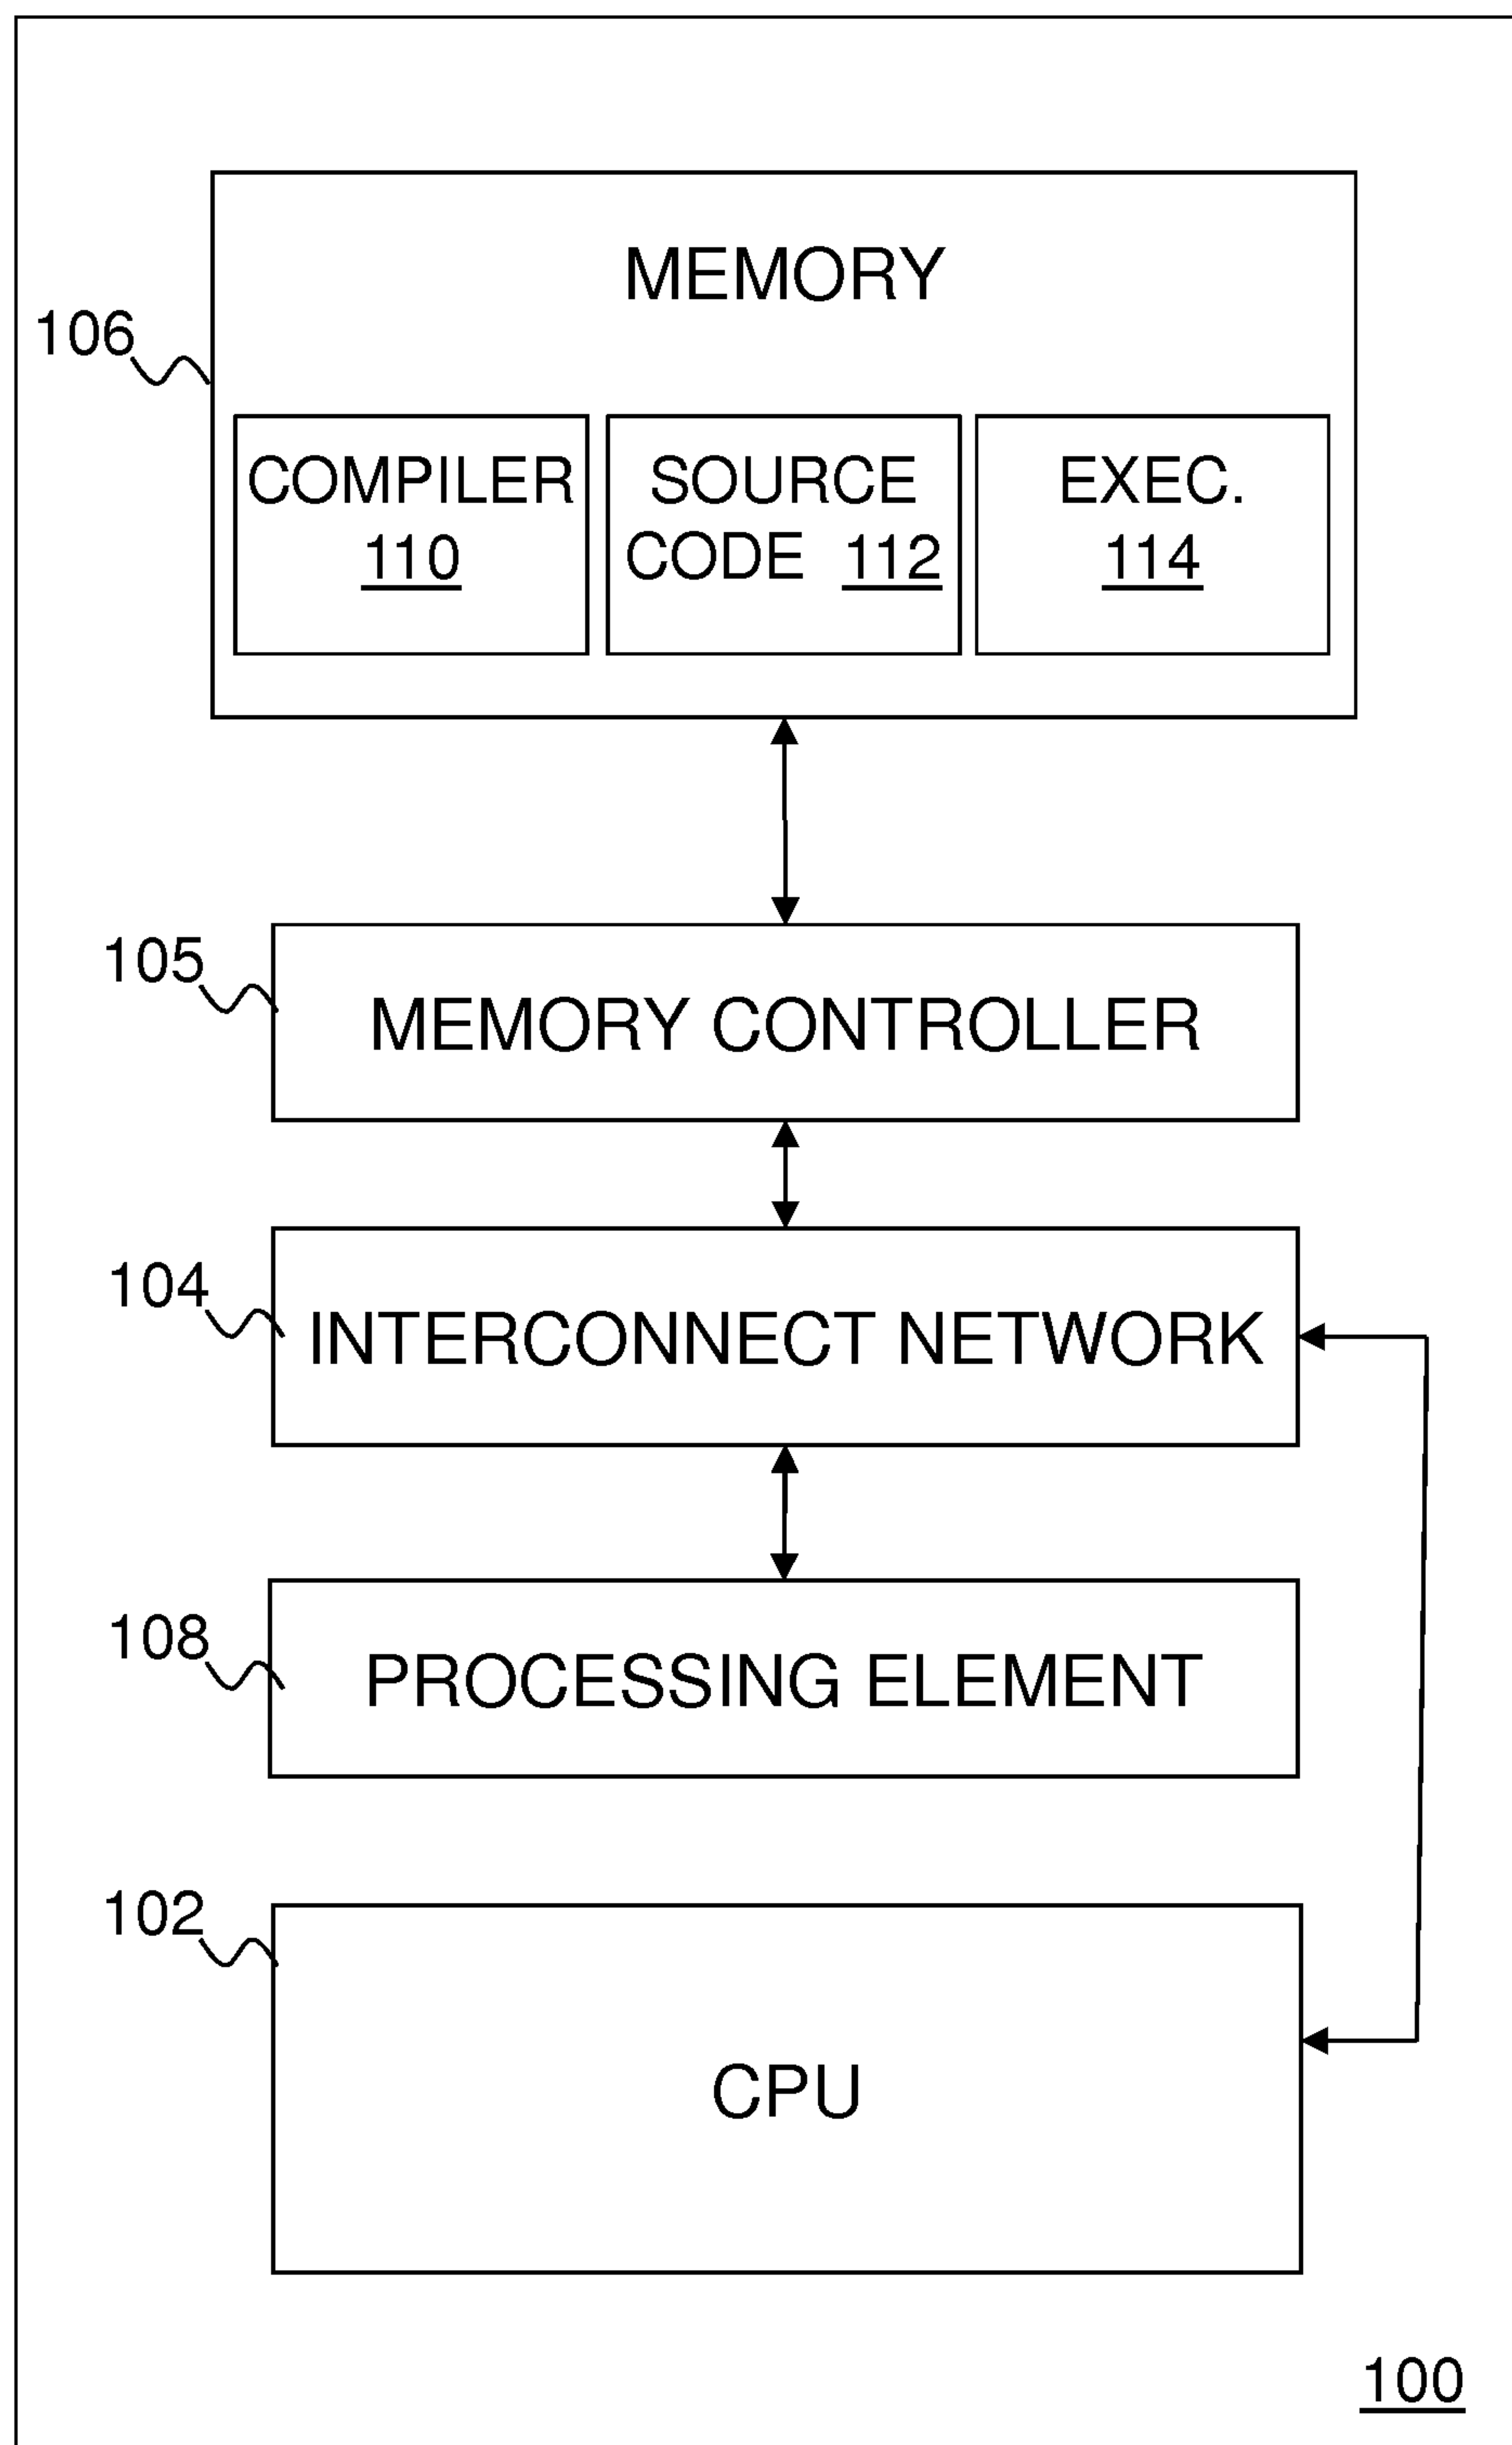 MEMORY
106
COMPILER
110
SOURCE
CODE 112
EXEC.
114
105
MEMORY CONTROLLER
104
INTERCONNECT NETWORK
108
PROCESSING ELEMENT
102
CPU
100